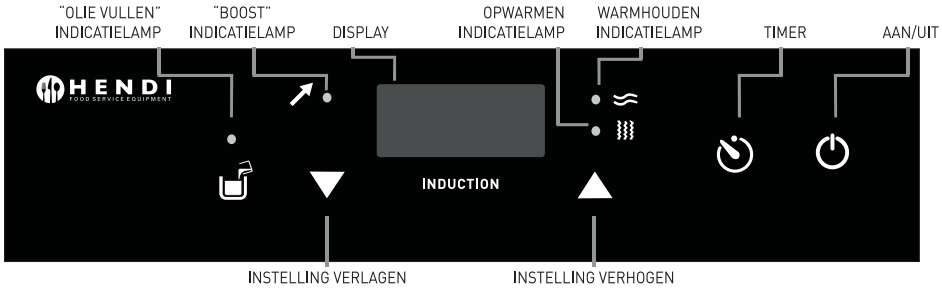 “OLIE VULLEN”
INDICATIELAMP
“BOOST”
INDICATIELAMP
DISPLAY
OPWARMEN
INDICATIELAMP
WARMHOUDEN
INDICATIELAMP
TIMER
AAN/UIT
HENDI
FOOD SERVICE EQUIPMENT
INDUCTION
INSTELLING VERLAGEN
INSTELLING VERHOGEN